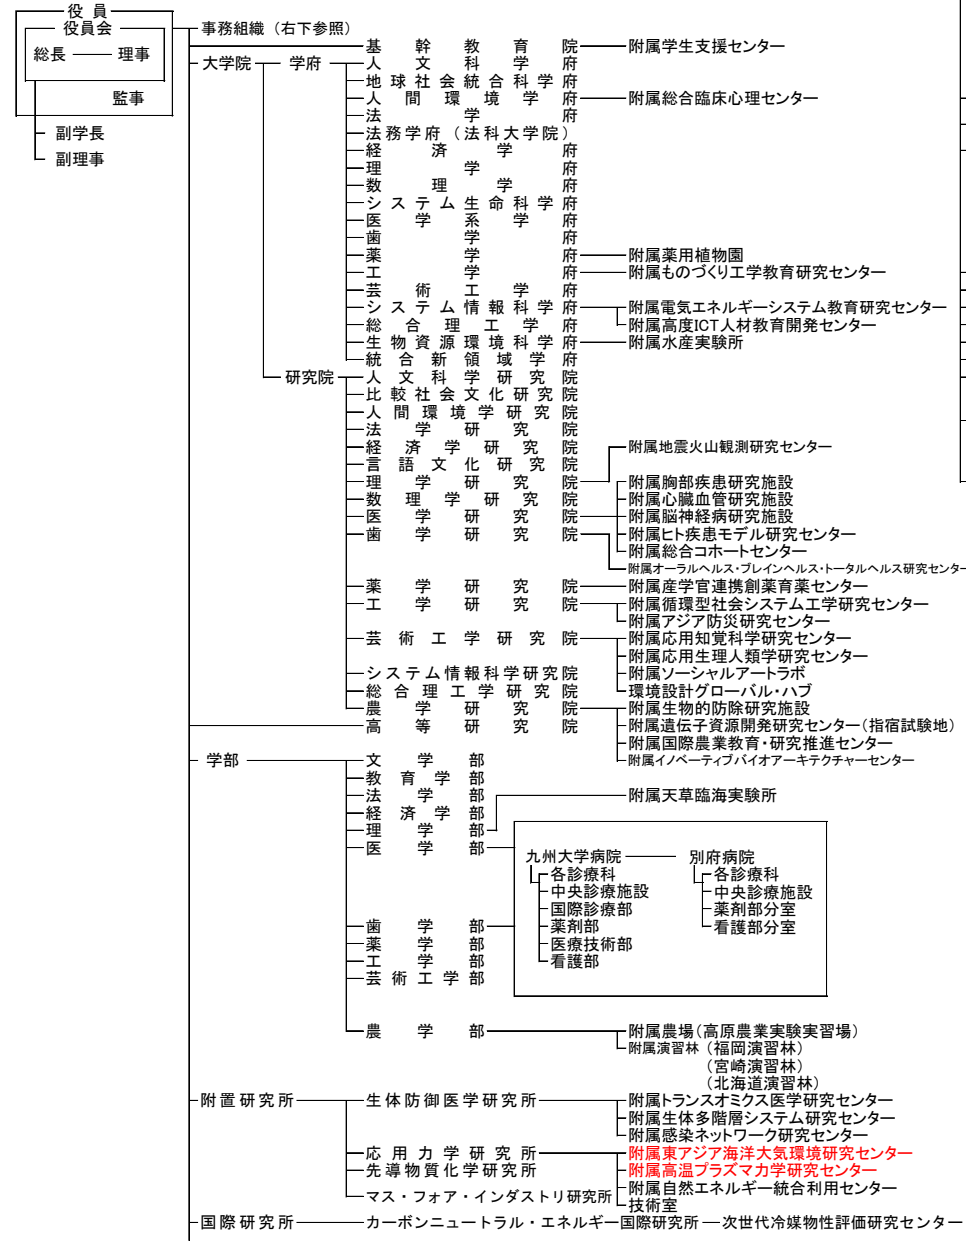 役 員
役員会
総長 理事
監事
副学長
副理事
事務組織（右下参照）
基幹教育院 附属学生支援センター
大学院 学府 人文科学府
地球社会統合科学府
人間環境学府 附属総合臨床心理センター
法学府
法務学府（法科大学院）
経済学府
理学府
数理学府
システム生命科学府
医学系学府
歯学府
薬学府 附属薬用植物園
工学府 附属ものづくり工学教育研究センター
芸術工学府
システム情報科学府 附属電気エネルギーシステム教育研究センター
総合理工学府 附属高度ICT人材教育開発センター
生物資源環境科学府 附属水産実験所
統合新領域学府
研究院 人文科学研究院
比較社会文化研究院
人間環境学研究院
法学研究院
経済学研究院 附属地震火山観測研究センター
言語文化研究院
理学研究院 附属胸部疾患研究施設
数理学研究院 附属心臓血管研究施設
医学研究院 附属脳神経病研究施設
歯学研究院 附属ヒト疾患モデル研究センター
附属総合コホートセンター
附属オーラルヘルス・ブレインヘルス・トータルヘルス研究センター
薬学研究院 附属産学官連携創薬育薬センター
工学研究院 附属循環型社会システム工学研究センター
附属アジア防災研究センター
芸術工学研究院 附属応用知覚科学研究センター
附属応用生理人類学研究センター
システム情報科学研究院 附属ソーシャルアートラボ
総合理工学研究院 環境設計グローバル・ハブ
農学研究院 附属生物的防除研究施設
高等研究院 附属遺伝子資源開発研究センター（指宿試験地）
附属国際農業教育・研究推進センター
学部 文学部 附属イノベーティブバイオアーキテクチャーセンター
教育学部
法学部 附属天草臨海実験所
経済学部
理学部
医学部
九州大学病院 別府病院
各診療科 各診療科
中央診療施設 中央診療施設
国際診療部 薬剤部分室
歯学部 薬剤部 看護部分室
薬学部 医療技術部
工学部 看護部
芸術工学部
農学部 附属農場（高原農業実験実習場）
附属演習林（福岡演習林）
（宮崎演習林）
（北海道演習林）
附置研究所 生体防御医学研究所 附属トランスオミクス医学研究センター
附属生体多階層システム研究センター
附属感染ネットワーク研究センター
応用力学研究所 附属東アジア海洋大気環境研究センター
先導物質化学研究所 附属高温プラズマ力学研究センター
附属自然エネルギー統合利用センター
マス・フォア・インダストリ研究所 技術室
国際研究所 カーボンニュートラル・エネルギー国際研究所 次世代冷媒物性評価研究センター